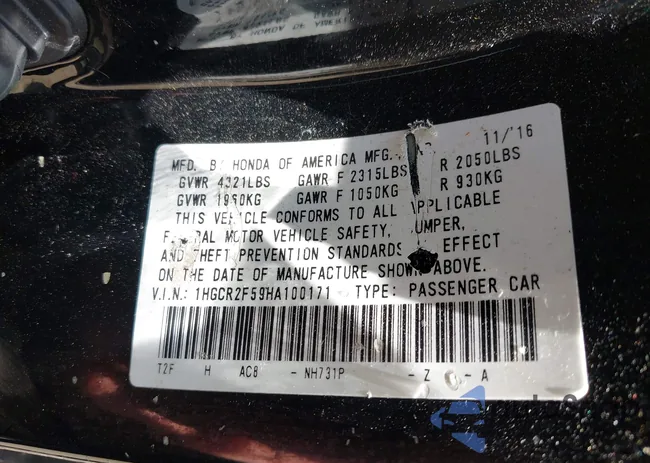 11/'16
MFD. B HONDA OF AMERICA MFG.
GVWR 4321LBS GAWR F 2315LBS R 2050LBS
GVWR 1960KG GAWR F 1050KG R 930KG
THIS VEHICLE CONFORMS TO ALL APPLICABLE
F RAL MOTOR VEHICLE SAFETY, UMPER,
AND THEFT PREVENTION STANDARDS EFFECT
ON THE DATE OF MANUFACTURE SHOWN ABOVE.
V.I.N.: 1HGCR2F59HA100171 TYPE: PASSENGER CAR
T2F H AC8 - NH731P - Z - A